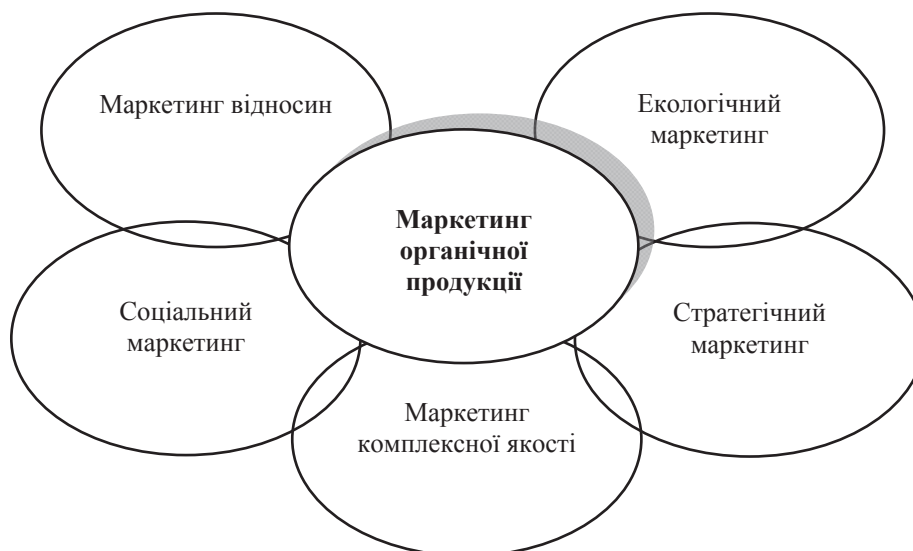 Маркетинг відносин
Екологічний
маркетинг
Маркетинг
органічної
продукції
Соціальний
маркетинг
Стратегічний
маркетинг
Маркетинг
комплексної якості